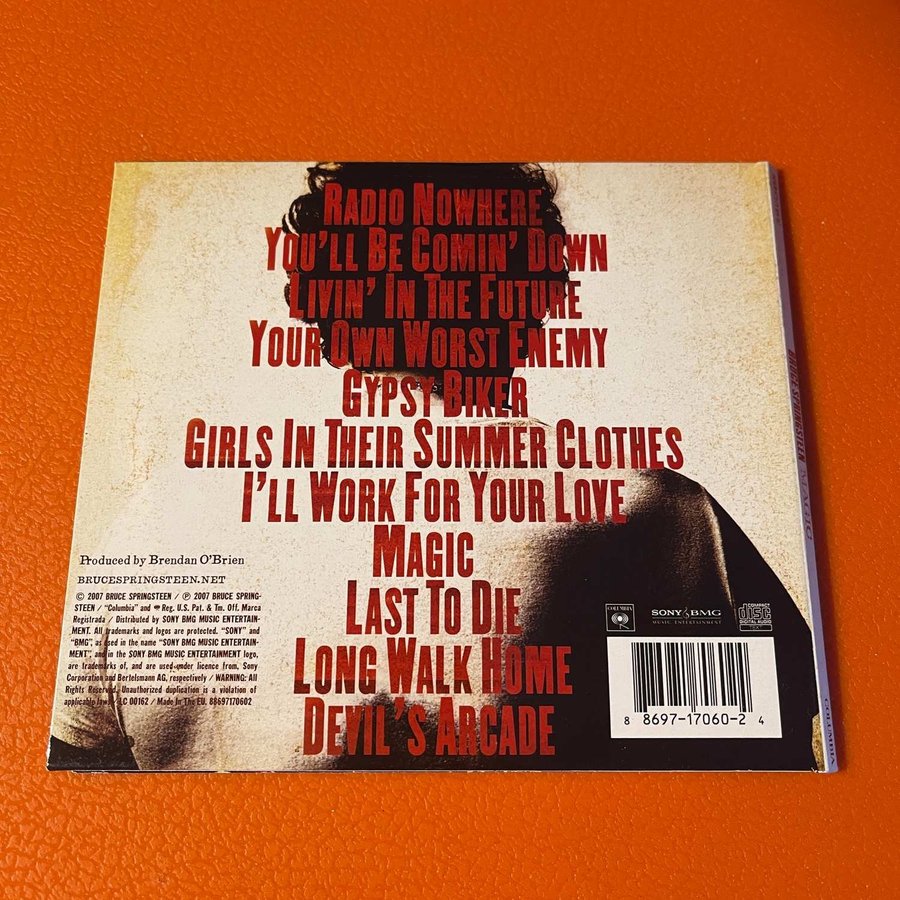 RADIO NOWHERE
YOU'LL BE COMIN' DOWN
LIVIN' IN THE FUTURE
YOUR OWN WORST ENEMY
GYPSY BIKER
GIRLS IN THEIR SUMMER CLOTHES
I'LL WORK FOR YOUR LOVE
MAGIC
LAST TO DIE
LONG WALK HOME
DEVIL'S ARCADE
Produced by Brendan O'Brien
BRUCESPRINGSTEEN.NET
© 2007 BRUCE SPRINGSTEEN / ℗ 2007 BRUCE SPRING-
STEEN / "Columbia" and Reg. U.S. Pat. & Tm. Off. Marca
Registrada / Distributed by SONY BMG MUSIC ENTERTAIN-
MENT. All trademarks and logos are protected. "SONY" and
"BMG", as used in the name "SONY BMG MUSIC ENTERTAIN-
MENT", and in the SONY BMG MUSIC ENTERTAINMENT logo,
are trademarks of, and are used under licence from, Sony
Corporation and Bertelsmann AG, respectively / WARNING: All
Rights Reserved. Unauthorized duplication is a violation of
applicable laws / LC 00162 / Made In The EU. 88697170602
COLUMBIA
SONY BMG
MUSIC ENTERTAINMENT
COMPACT
disc
DIGITAL AUDIO
TEXT
8 8697-17060-2 4
BRUCE SPRINGSTEEN MAGIC
COLUMBIA